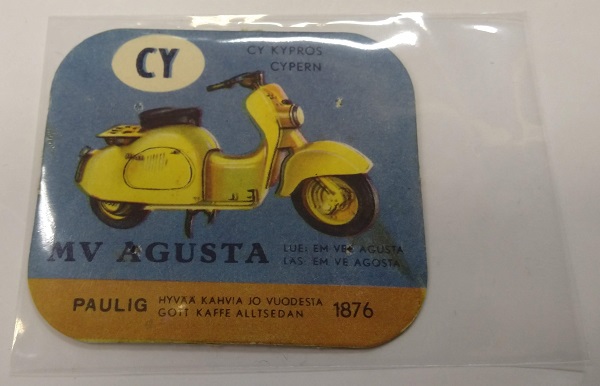 CY
CY KYPROS
CYPERN
MV AGUSTA
LUE: EM VEE AGUSTA
LÄS: EM VE AGOSTA
PAULIG
HYVÄÄ KAHVIA JO VUODESTA
GOTT KAFFE ALLTSEDAN
1876